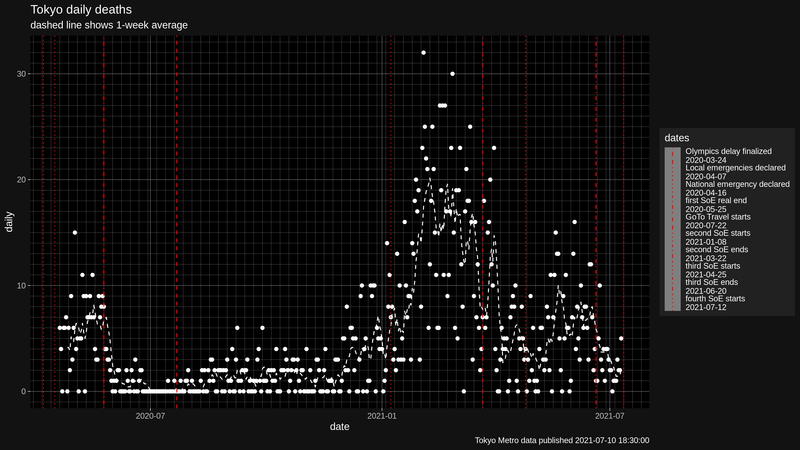 Tokyo daily deaths
dashed line shows 1-week average
30
20
10
0
daily
2020-07
2021-01
2021-07
date
dates
Olympics delay finalized
2020-03-24
Local emergencies declared
2020-04-07
National emergency declared
2020-04-16
first SoE real end
2020-05-25
GoTo Travel starts
2020-07-22
second SoE starts
2021-01-08
second SoE ends
2021-03-22
third SoE starts
2021-04-25
third SoE ends
2021-06-20
fourth SoE starts
2021-07-12
Tokyo Metro data published 2021-07-10 18:30:00